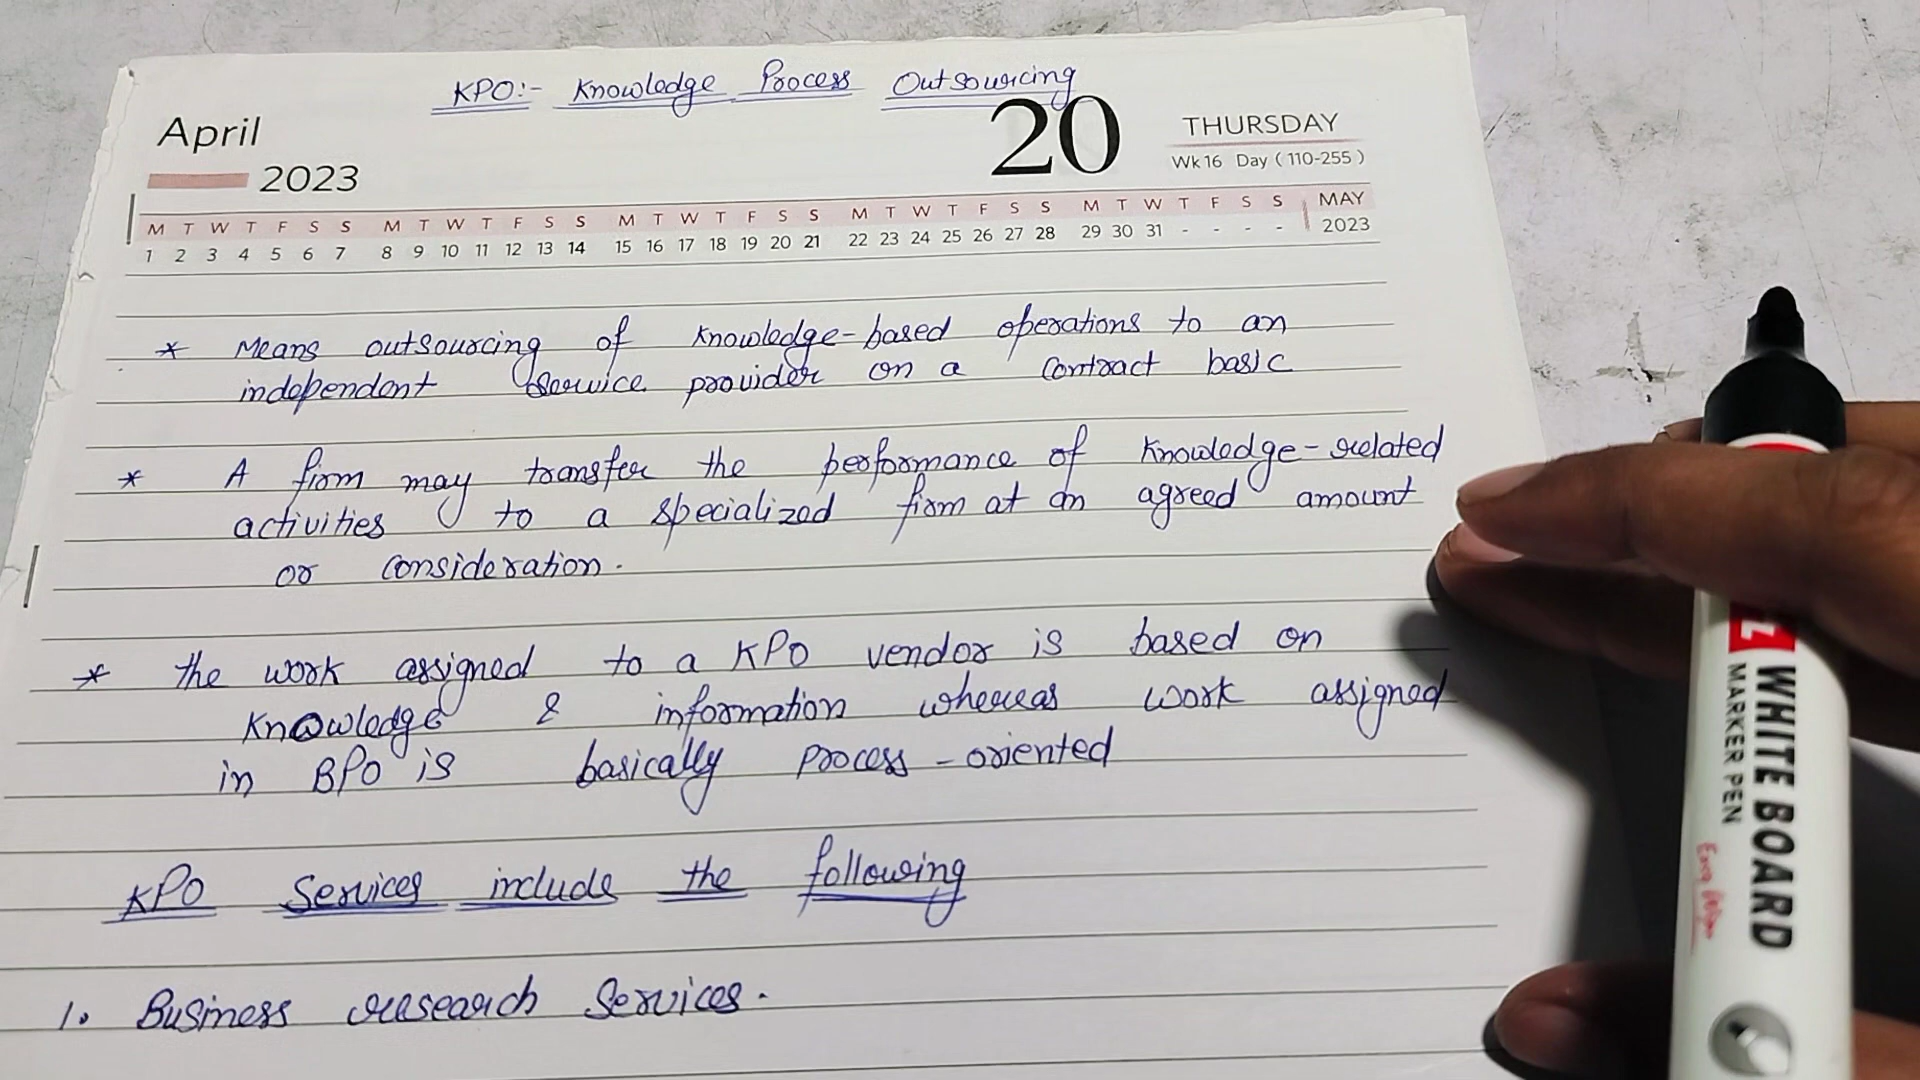 KPO:- Knowledge Process Outsourcing
April
2023
20
THURSDAY
Wk 16 Day ( 110-255 )
M T W T F S S M T W T F S S M T W T F S S M T W T F S S M T W T F S S MAY
1 2 3 4 5 6 7 8 9 10 11 12 13 14 15 16 17 18 19 20 21 22 23 24 25 26 27 28 29 30 31 - - - - 2023
* Means outsourcing of knowledge-based operations to an
independent service provider on a contract basic
* A firm may transfer the performance of knowledge-related
activities to a specialized firm at an agreed amount
or consideration.
* the work assigned to a KPO vendor is based on
knowledge & information whereas work assigned
in BPO is basically process-oriented
KPO Services include the following
1. Business research Services.
WHITE BOARD
MARKER PEN